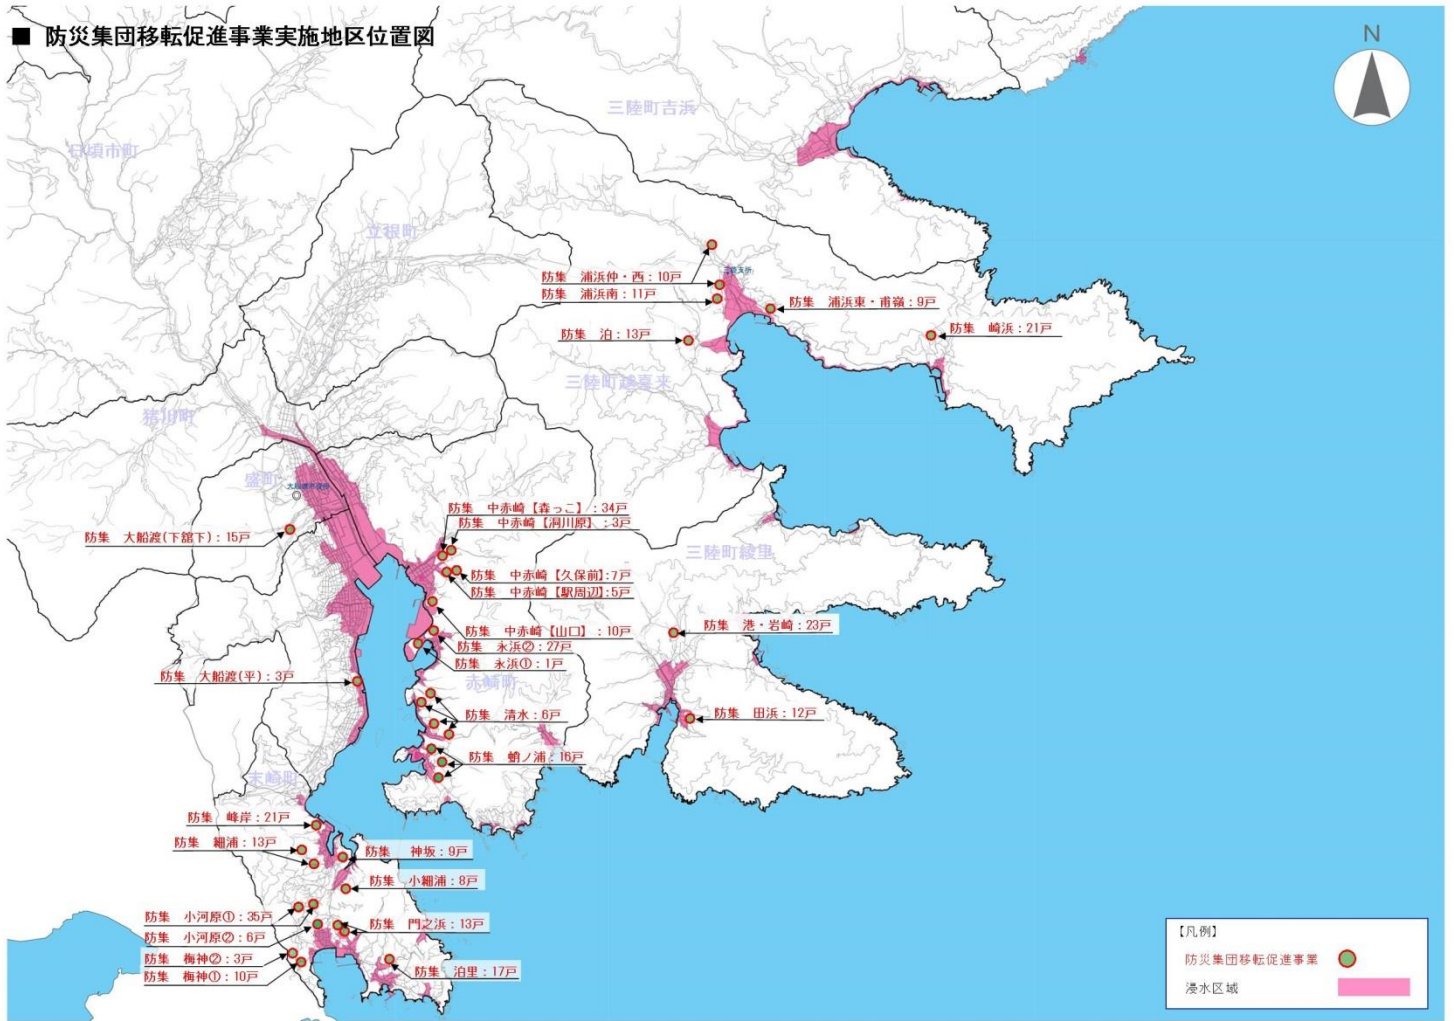 ■ 防災集団移転促進事業実施地区位置図
N
三陸町吉浜
日頃市町
立根町
防集 浦浜仲・西：10戸
三陸支所
防集 浦浜南：11戸
防集 浦浜東・甫嶺：9戸
防集 泊：13戸
防集 崎浜：21戸
三陸町越喜来
猪川町
盛町
大船渡市役所
防集 大船渡(下舘下)：15戸
防集 中赤崎【森っこ】：34戸
防集 中赤崎【洞川原】：3戸
三陸町綾里
防集 中赤崎【久保前】：7戸
防集 中赤崎【駅周辺】：5戸
防集 中赤崎【山口】：10戸
防集 港・岩崎：23戸
防集 永浜②：27戸
防集 永浜①：1戸
防集 大船渡(平)：3戸
赤崎町
防集 清水：6戸
防集 田浜：12戸
防集 蛸ノ浦：16戸
末崎町
防集 峰岸：21戸
防集 細浦：13戸
防集 神坂：9戸
防集 小細浦：8戸
防集 小河原①：35戸
防集 門之浜：13戸
防集 小河原②：6戸
防集 梅神②：3戸
防集 梅神①：10戸
防集 泊里：17戸
【凡例】
防災集団移転促進事業
浸水区域